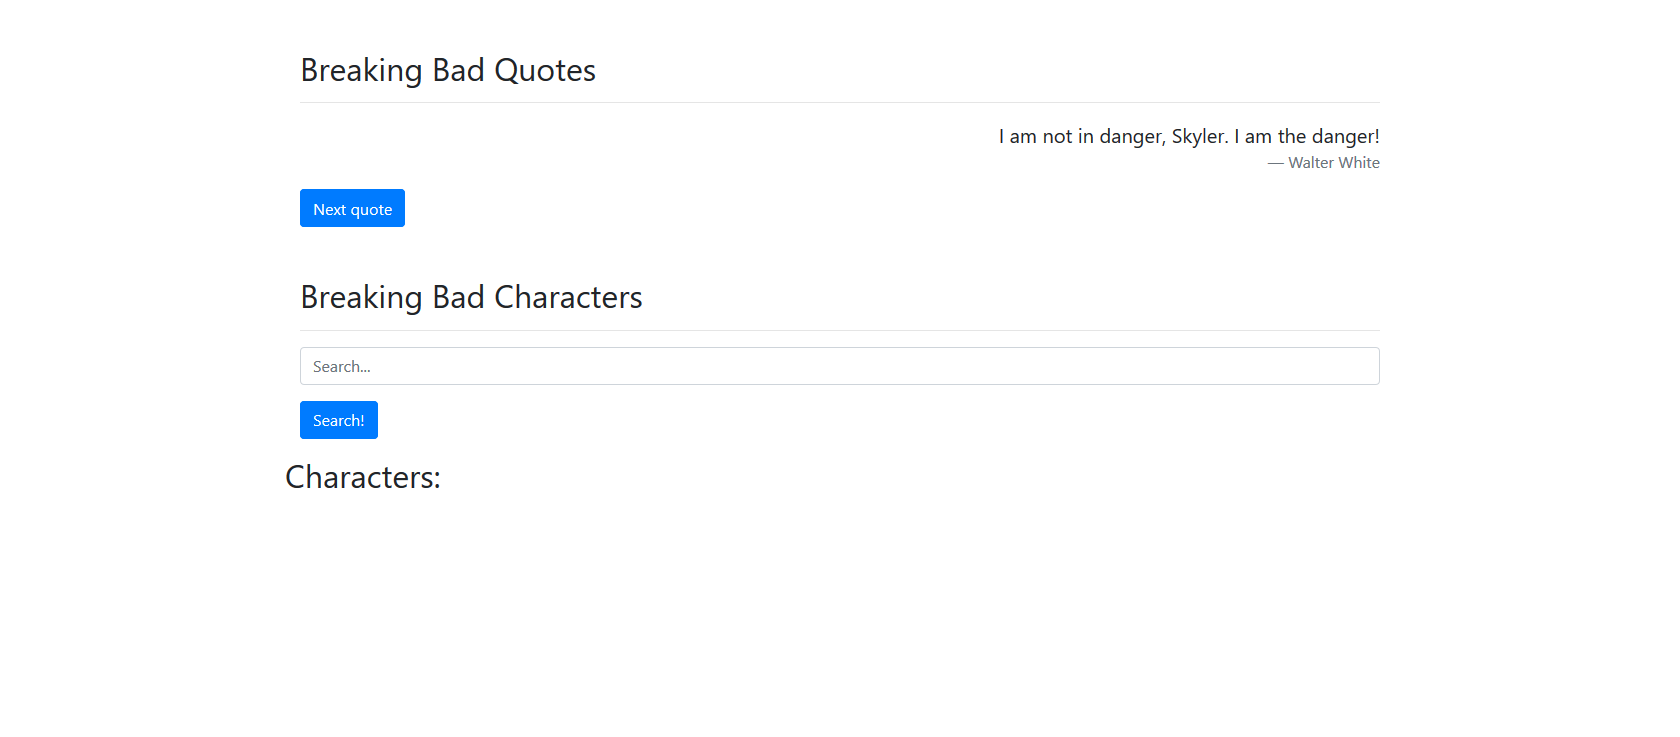 Breaking Bad Quotes
I am not in danger, Skyler. I am the danger!
— Walter White
Next quote
Breaking Bad Characters
Search...
Search!
Characters: